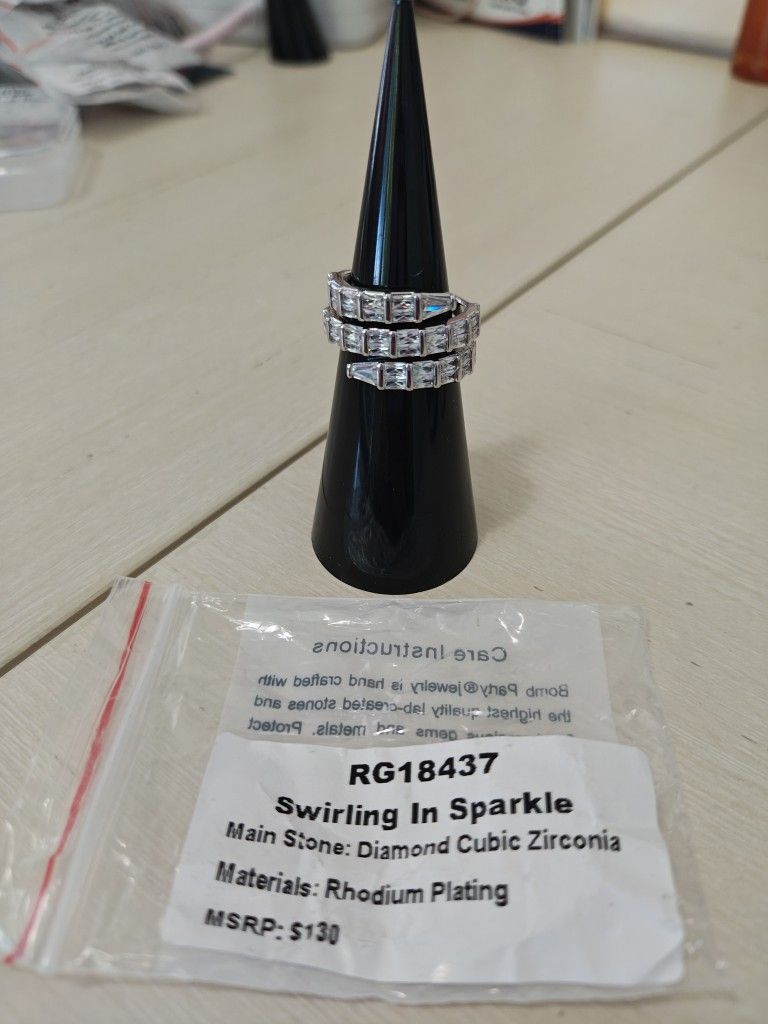 Care Instructions
Bomb Party® jewelry is hand crafted with
the highest quality lab-created stones and
gems and metals. Protect
RG18437
Swirling In Sparkle
Main Stone: Diamond Cubic Zirconia
Materials: Rhodium Plating
MSRP: $130